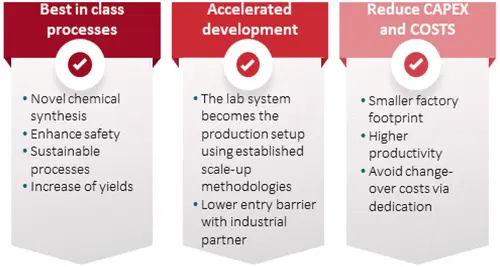 Best in class
processes
• Novel chemical
synthesis
• Enhance safety
• Sustainable
processes
• Increase of yields
Accelerated
development
• The lab system
becomes the
production setup
using established
scale-up
methodologies
• Lower entry barrier
with industrial
partner
Reduce CAPEX
and COSTS
• Smaller factory
footprint
• Higher
productivity
• Avoid change-
over costs via
dedication